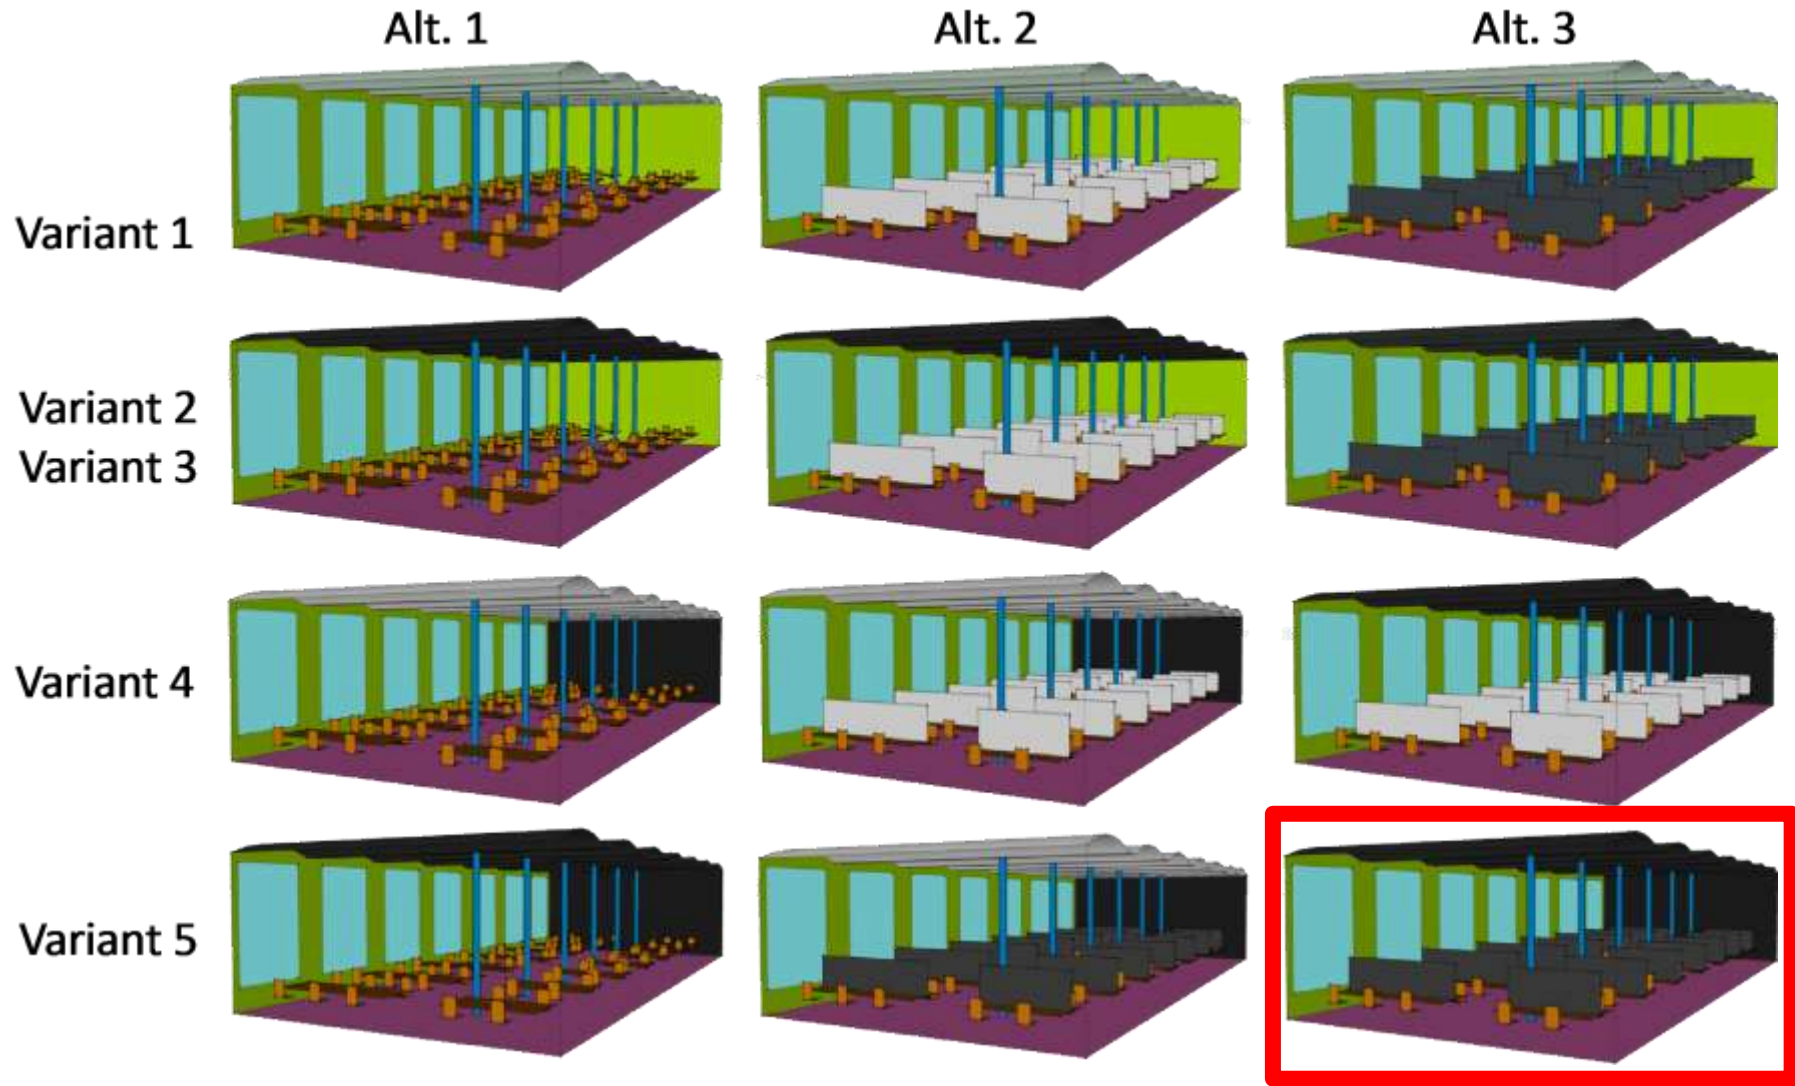 Alt. 1 Alt. 2 Alt. 3
Variant 1
Variant 2
Variant 3
Variant 4
Variant 5